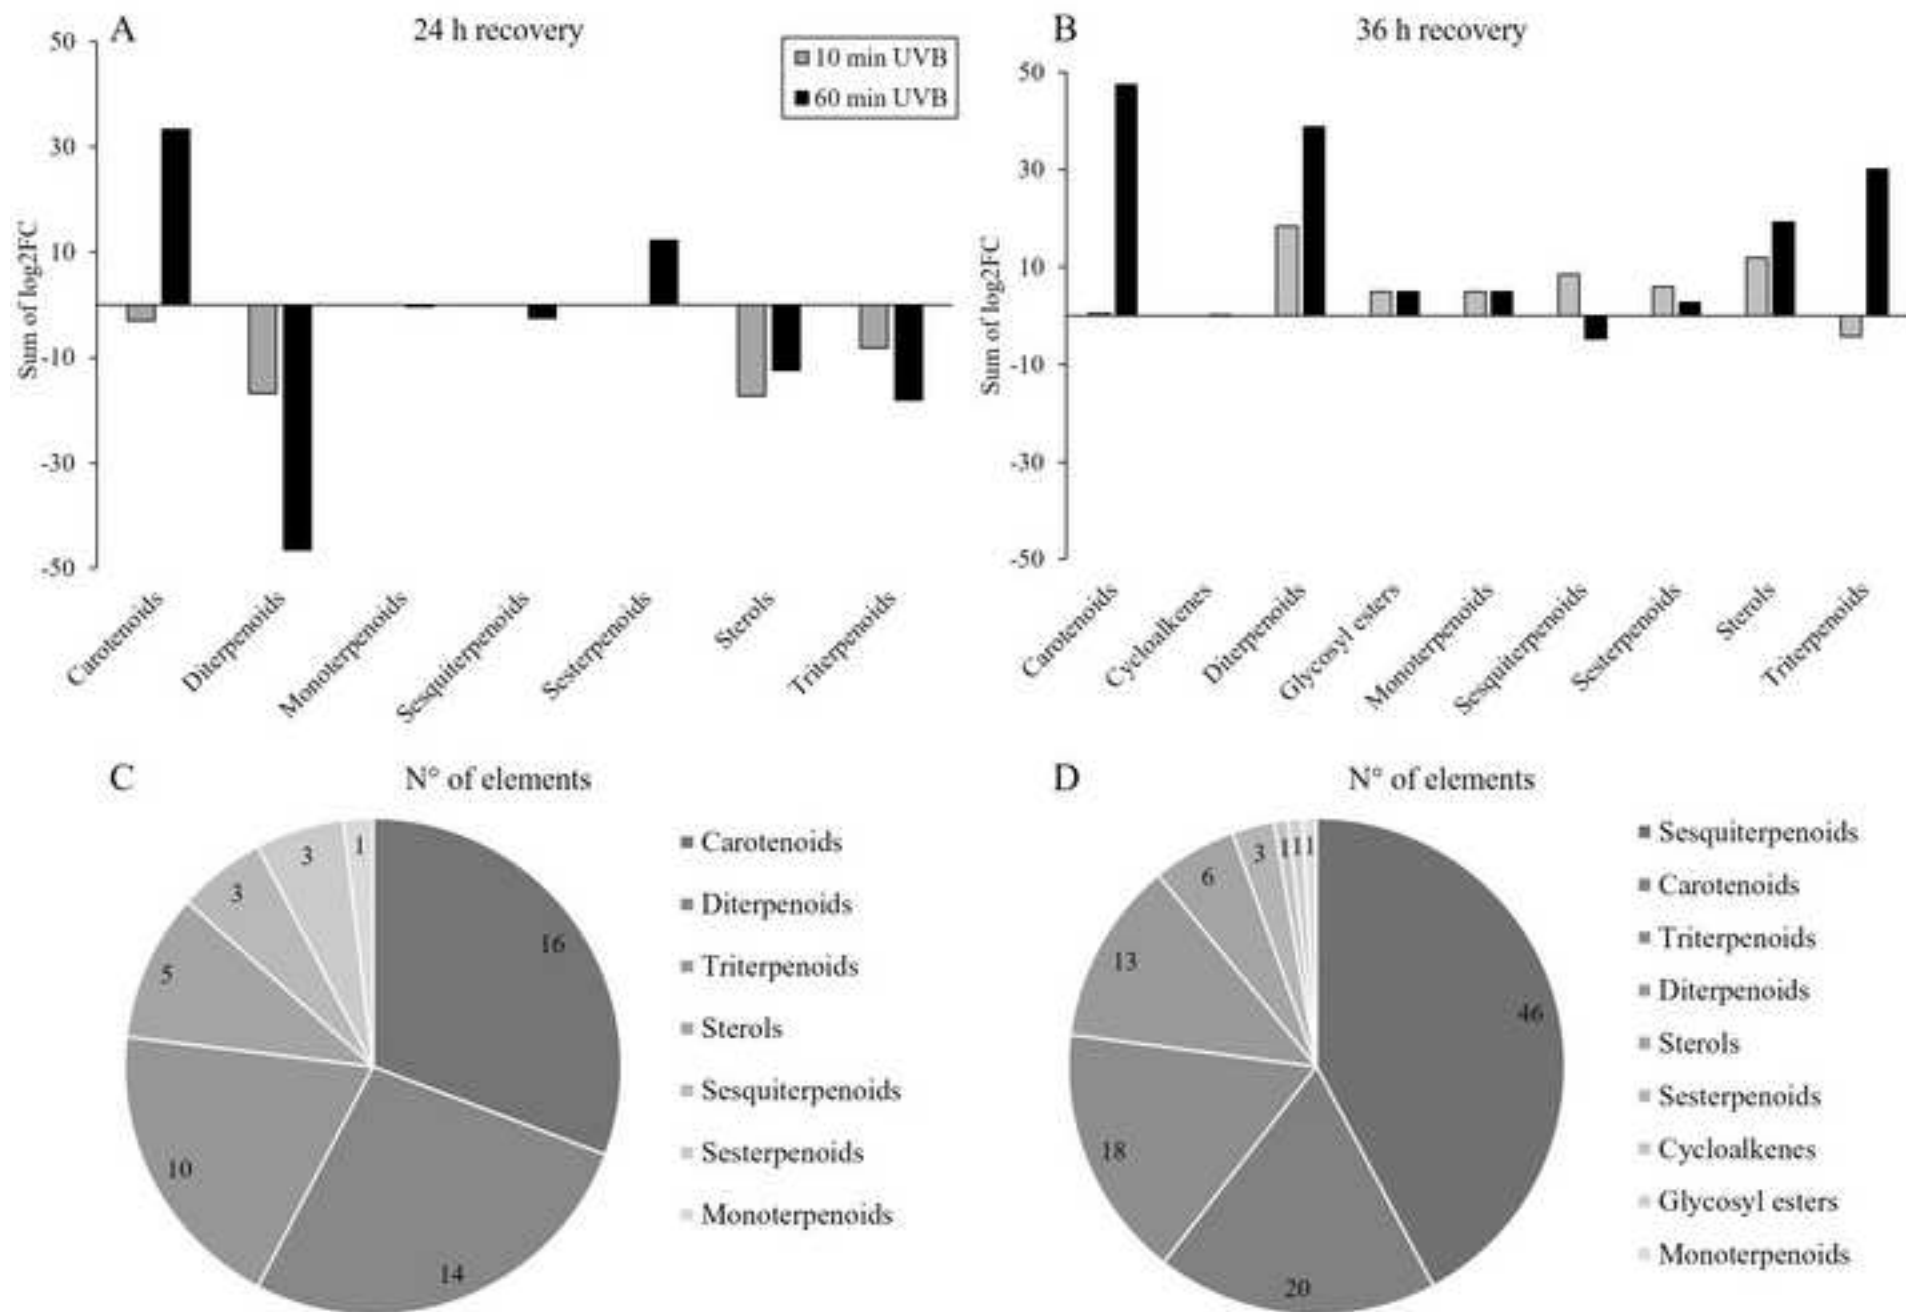 A
24 h recovery
10 min UVB
60 min UVB
Sum of log2FC
50
30
10
-10
-30
-50
Carotenoids
Diterpenoids
Monoterpenoids
Sesquiterpenoids
Sesterpenoids
Sterols
Triterpenoids
B
36 h recovery
Sum of log2FC
50
30
10
-10
-30
-50
Carotenoids
Cycloalkenes
Diterpenoids
Glycosyl esters
Monoterpenoids
Sesquiterpenoids
Sesterpenoids
Sterols
Triterpenoids
C
N° of elements
16
14
10
5
3
3
1
Carotenoids
Diterpenoids
Triterpenoids
Sterols
Sesquiterpenoids
Sesterpenoids
Monoterpenoids
D
N° of elements
46
20
18
13
6
3
1
1
1
Sesquiterpenoids
Carotenoids
Triterpenoids
Diterpenoids
Sterols
Sesterpenoids
Cycloalkenes
Glycosyl esters
Monoterpenoids